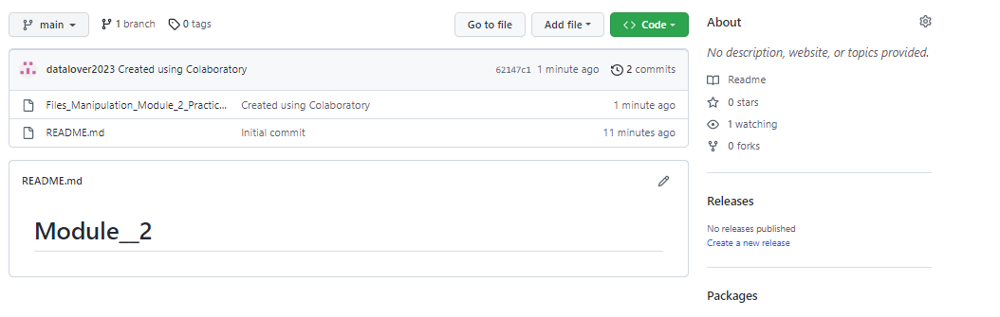 main
1 branch
0 tags
Go to file
Add file
<> Code
datalover2023 Created using Colaboratory
62147c1 1 minute ago
2 commits
Files_Manipulation_Module_2_Practic...
Created using Colaboratory
1 minute ago
README.md
Initial commit
11 minutes ago
README.md
Module__2
About
No description, website, or topics provided.
Readme
0 stars
1 watching
0 forks
Releases
No releases published
Create a new release
Packages